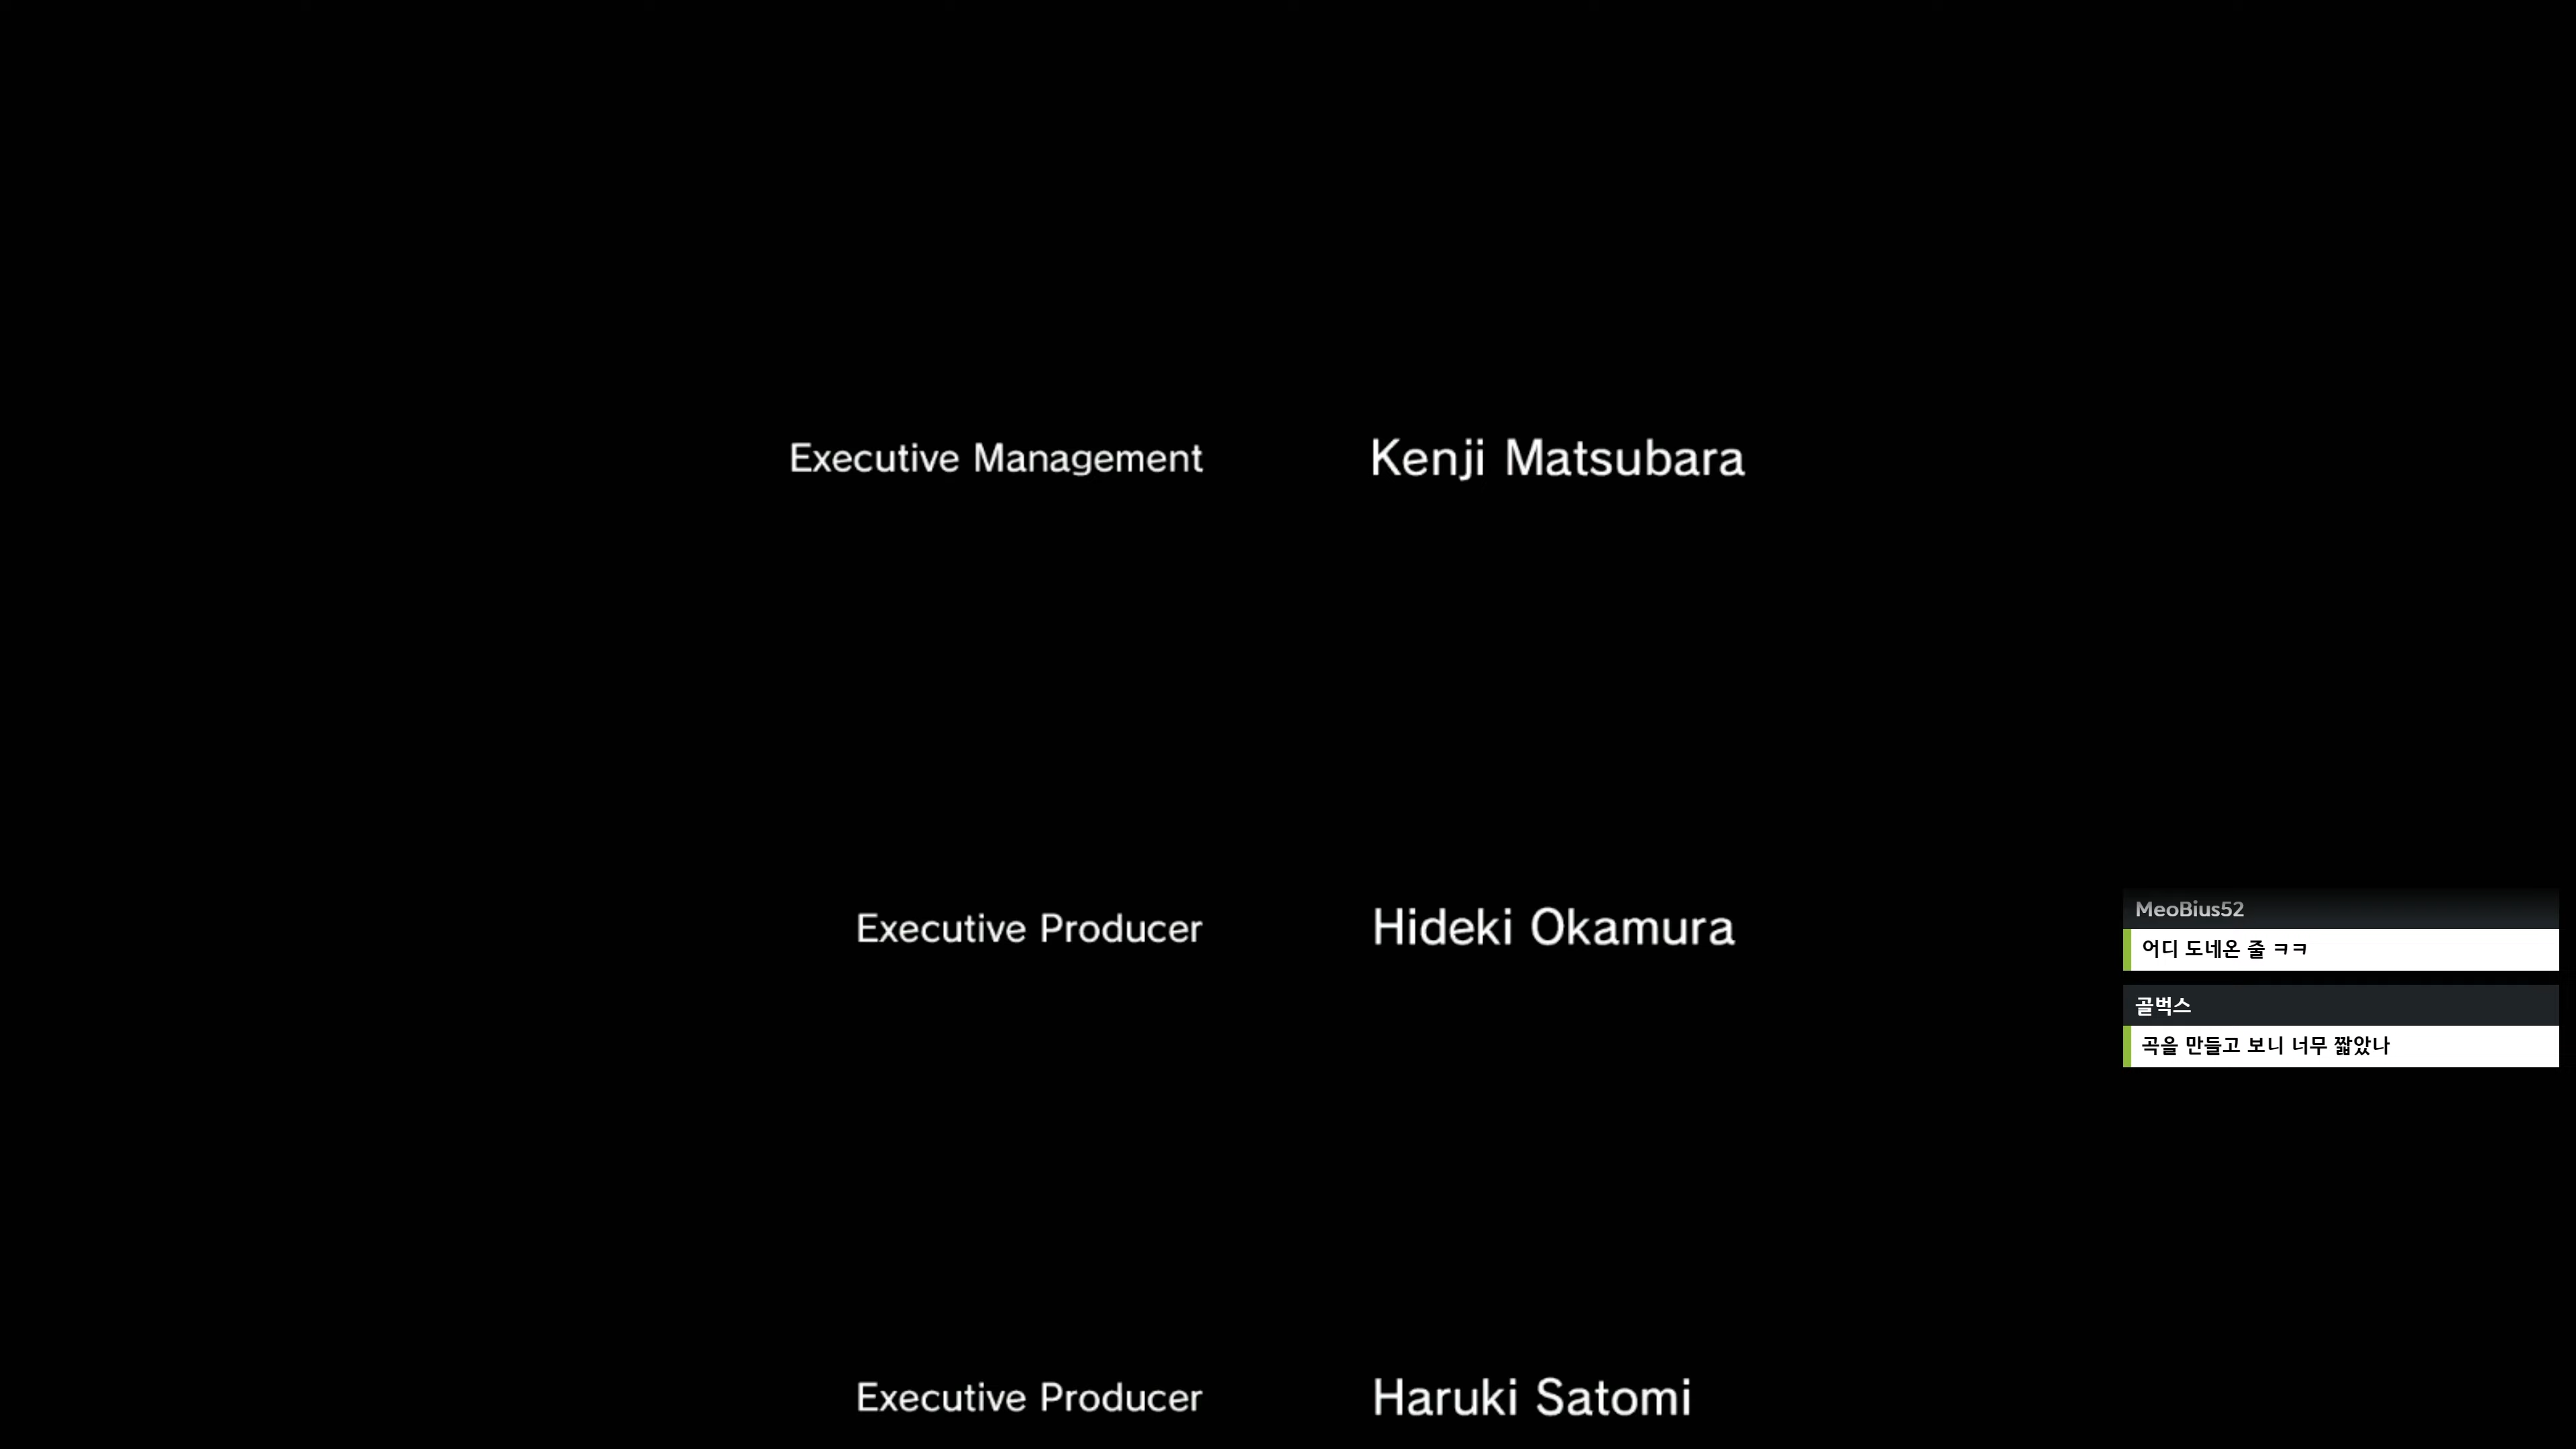 Executive Management Kenji Matsubara
Executive Producer Hideki Okamura
Executive Producer Haruki Satomi
MeoBius52
어디 도네온 줄 ㅋㅋ
골벅스
곡을 만들고 보니 너무 짧았나